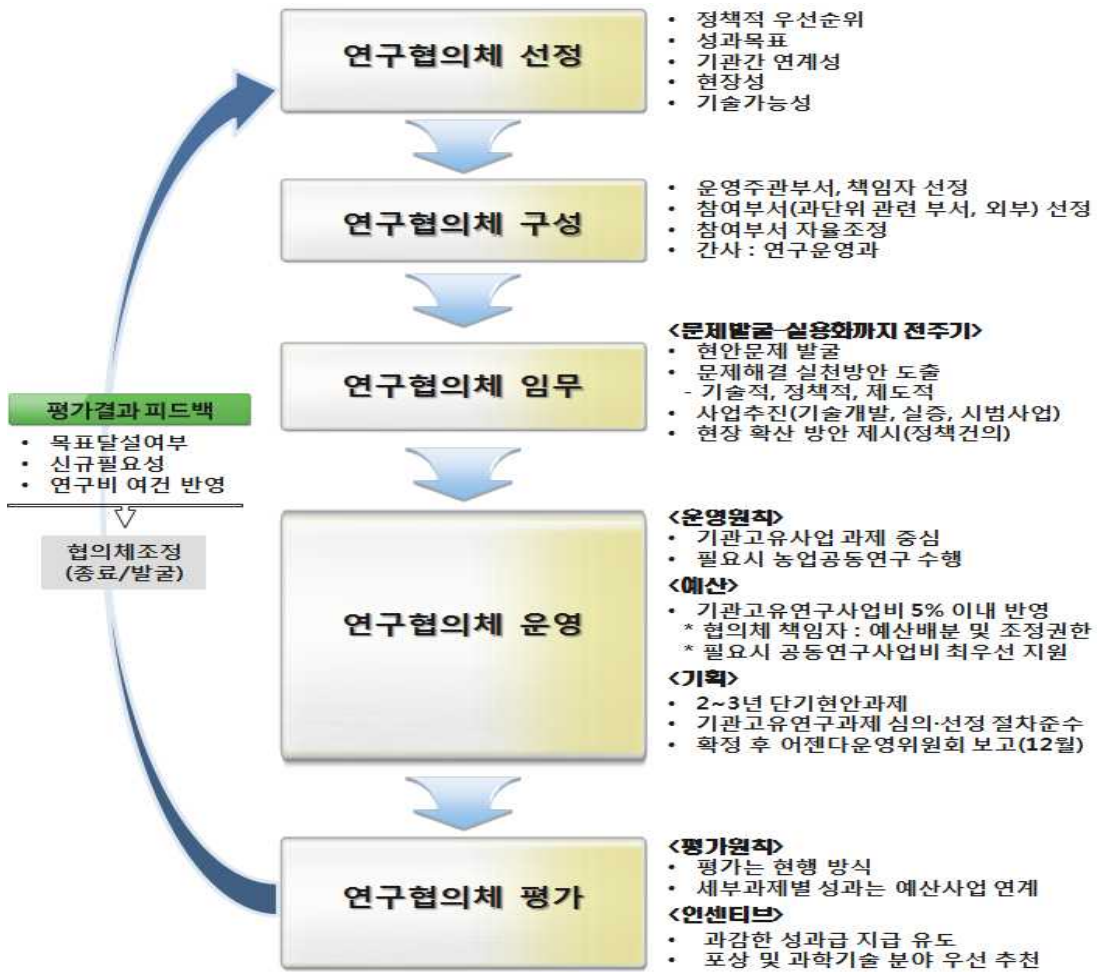 연구협의체 선정
• 정책적 우선순위
• 성과목표
• 기관간 연계성
• 현장성
• 기술가능성
연구협의체 구성
• 운영주관부서, 책임자 선정
• 참여부서(과단위 관련 부서, 외부) 선정
• 참여부서 자율조정
• 간사 : 연구운영과
연구협의체 임무
<문제발굴-실용화까지 전주기>
• 현안문제 발굴
• 문제해결 실천방안 도출
- 기술적, 정책적, 제도적
• 사업추진(기술개발, 실증, 시범사업)
• 현장 확산 방안 제시(정책건의)
평가결과 피드백
• 목표달설여부
• 신규필요성
• 연구비 여건 반영
협의체조정
(종료/발굴)
연구협의체 운영
<운영원칙>
• 기관고유사업 과제 중심
• 필요시 농업공동연구 수행
<예산>
• 기관고유연구사업비 5% 이내 반영
* 협의체 책임자 : 예산배분 및 조정권한
* 필요시 공동연구사업비 최우선 지원
<기획>
• 2~3년 단기현안과제
• 기관고유연구과제 심의·선정 절차준수
• 확정 후 어젠다운영위원회 보고(12월)
연구협의체 평가
<평가원칙>
• 평가는 현행 방식
• 세부과제별 성과는 예산사업 연계
<인센티브>
• 과감한 성과급 지급 유도
• 포상 및 과학기술 분야 우선 추천